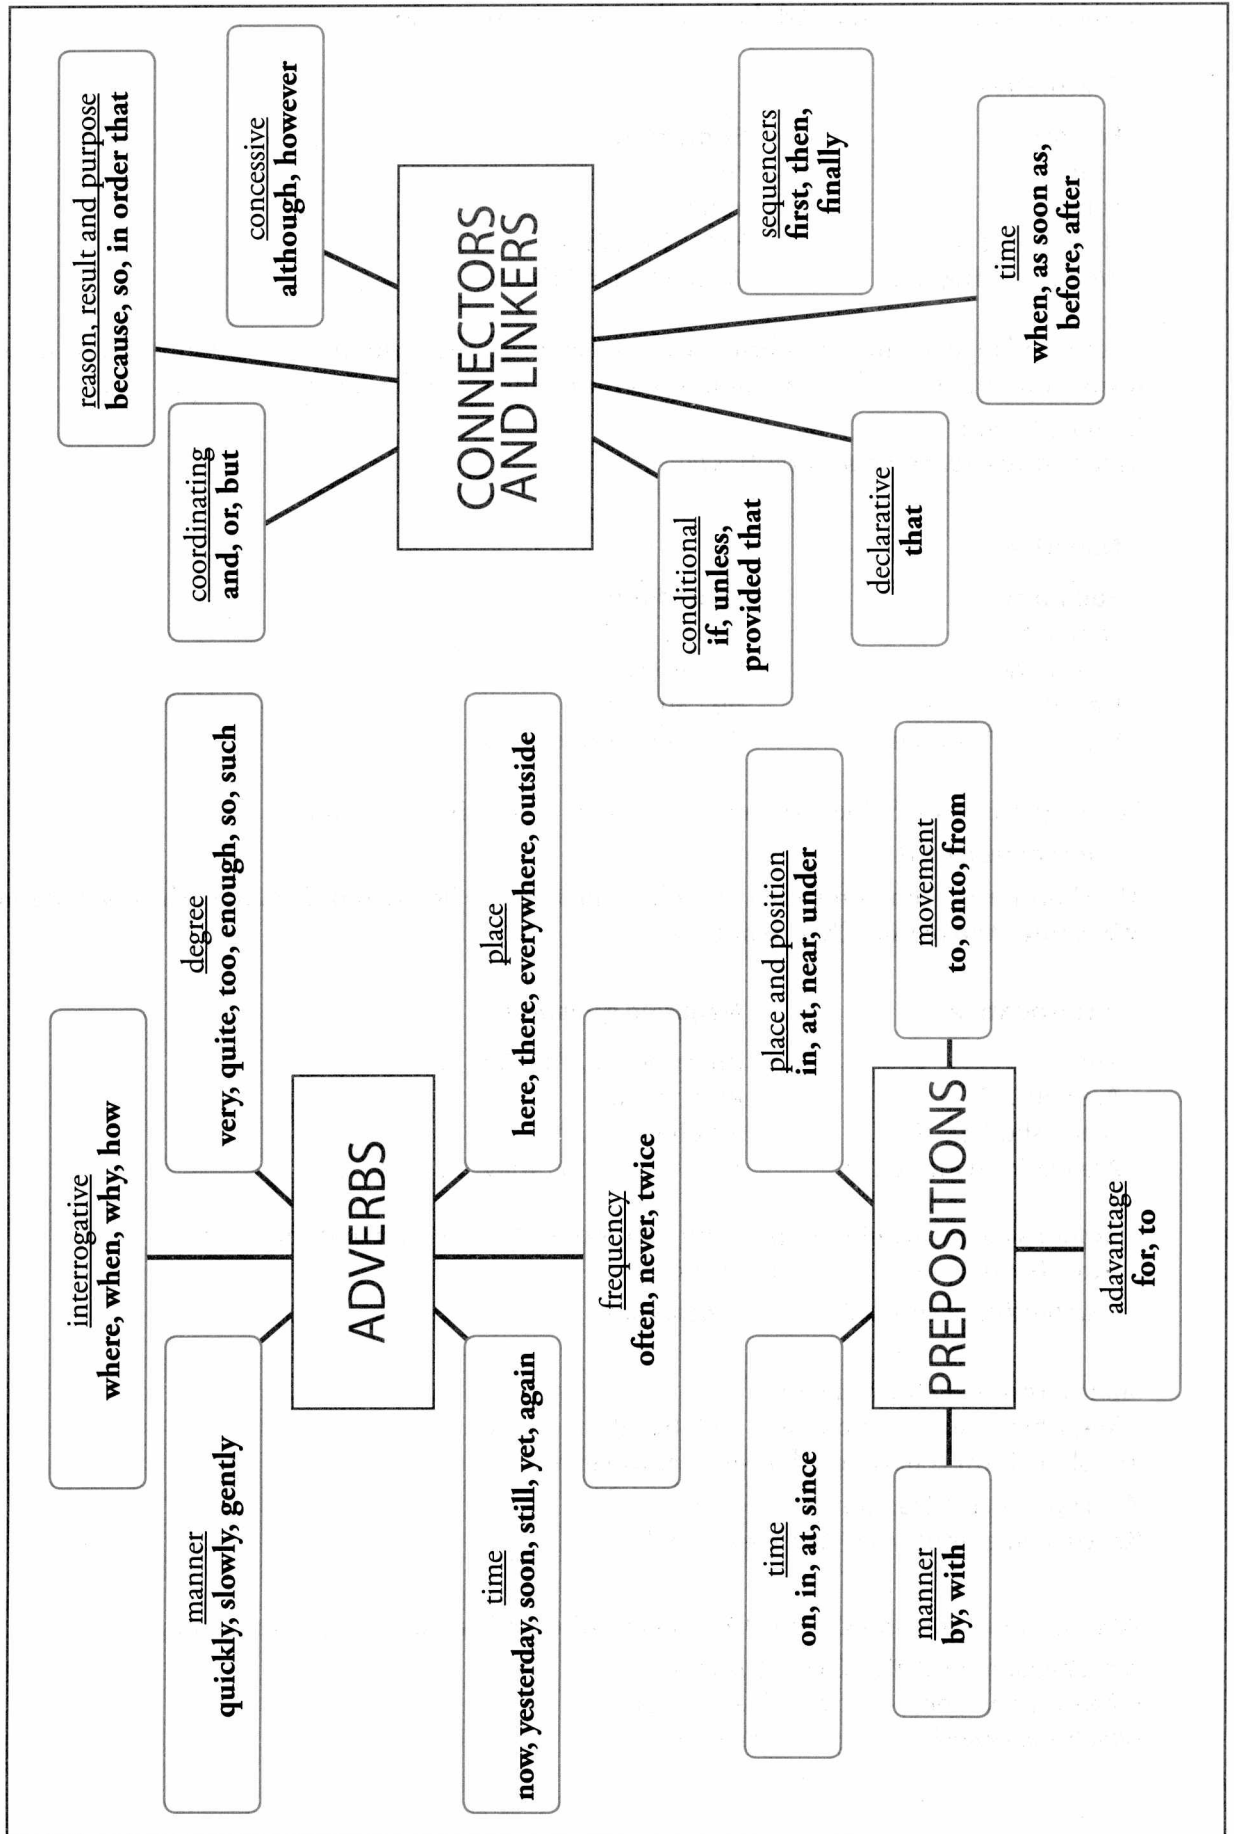 interrogative
where, when, why, how
manner
quickly, slowly, gently
degree
very, quite, too, enough, so, such
ADVERBS
time
now, yesterday, soon, still, yet, again
place
here, there, everywhere, outside
frequency
often, never, twice
time
on, in, at, since
place and position
in, at, near, under
manner
by, with
PREPOSITIONS
movement
to, onto, from
adavantage
for, to
reason, result and purpose
because, so, in order that
coordinating
and, or, but
concessive
although, however
CONNECTORS
AND LINKERS
conditional
if, unless,
provided that
sequencers
first, then,
finally
declarative
that
time
when, as soon as,
before, after